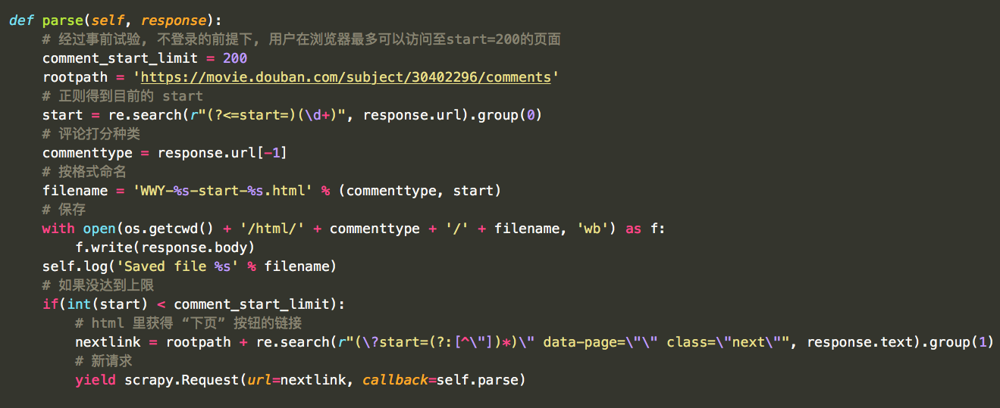 def parse(self, response):
    # 经过事前试验, 不登录的前提下, 用户在浏览器最多可以访问至start=200的页面
    comment_start_limit = 200
    rootpath = 'https://movie.douban.com/subject/30402296/comments'
    # 正则得到目前的 start
    start = re.search(r"(?<=start=)(\d+)", response.url).group(0)
    # 评论打分种类
    commenttype = response.url[-1]
    # 按格式命名
    filename = 'WWY-%s-start-%s.html' % (commenttype, start)
    # 保存
    with open(os.getcwd() + '/html/' + commenttype + '/' + filename, 'wb') as f:
        f.write(response.body)
    self.log('Saved file %s' % filename)
    # 如果没达到上限
    if(int(start) < comment_start_limit):
        # html 里获得 “下页” 按钮的链接
        nextlink = rootpath + re.search(r"(\?start=(?:[^\"])*)\" data-page=\"\" class=\"next\"", response.text).group(1)
        # 新请求
        yield scrapy.Request(url=nextlink, callback=self.parse)